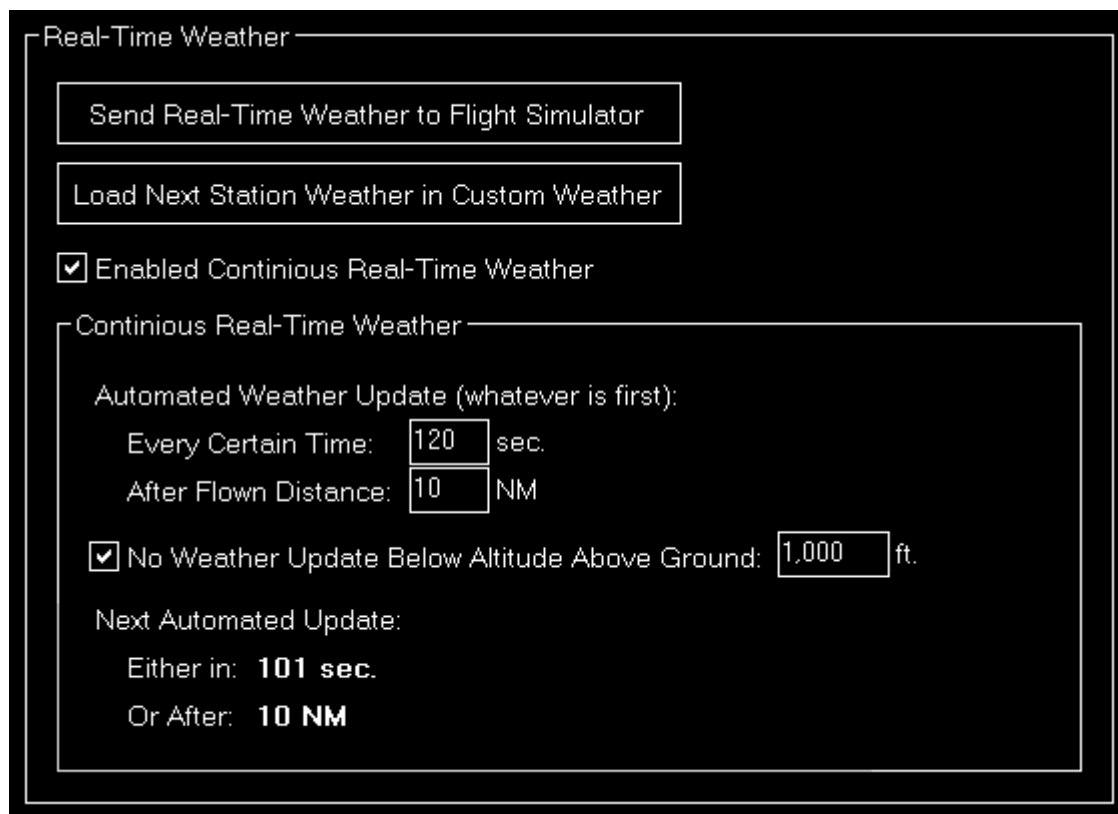 Real-Time Weather
Send Real-Time Weather to Flight Simulator
Load Next Station Weather in Custom Weather
Enabled Continious Real-Time Weather
Continious Real-Time Weather
Automated Weather Update (whatever is first):
Every Certain Time: 120 sec.
After Flown Distance: 10 NM
No Weather Update Below Altitude Above Ground: 1,000 ft.
Next Automated Update:
Either in: 101 sec.
Or After: 10 NM